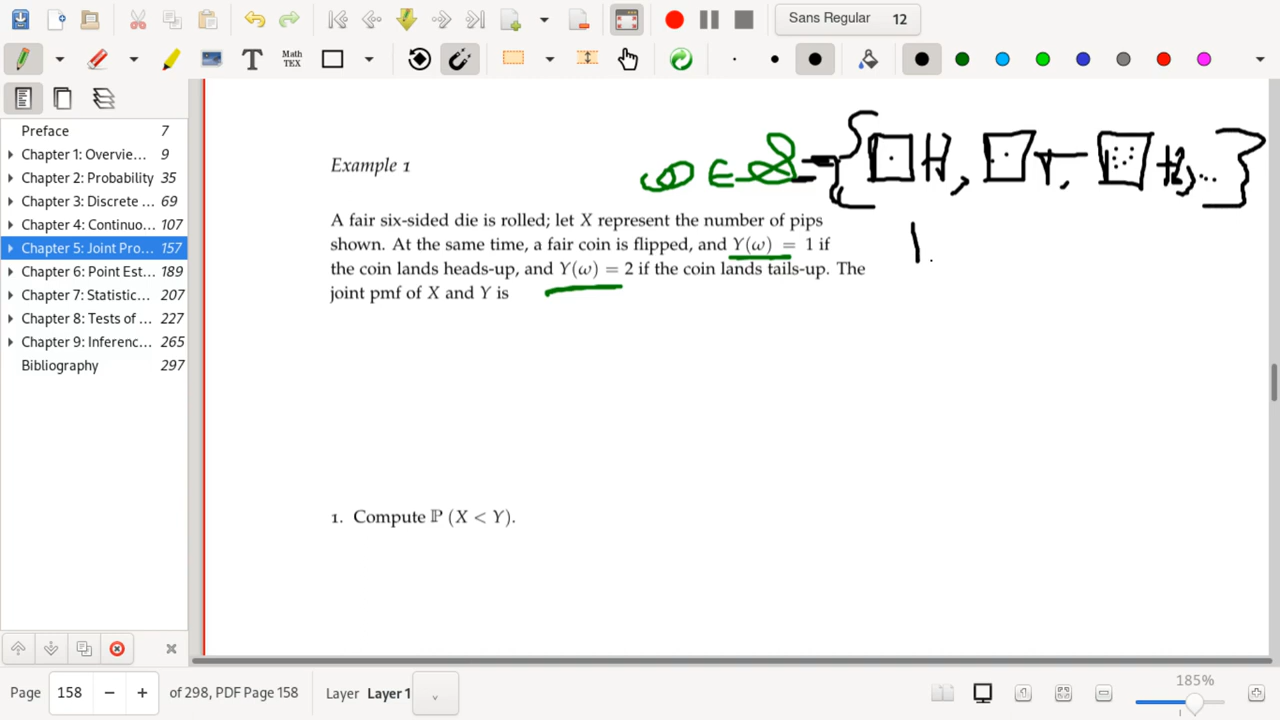 Sans Regular 12
T Math TEX
Preface 7
Chapter 1: Overvie... 9
Chapter 2: Probability 35
Chapter 3: Discrete ... 69
Chapter 4: Continuo... 107
Chapter 5: Joint Pro... 157
Chapter 6: Point Est... 189
Chapter 7: Statistic... 207
Chapter 8: Tests of ... 227
Chapter 9: Inferenc... 265
Bibliography 297
ω ∈ S = { H, T, H, ... }
Example 1
A fair six-sided die is rolled; let X represent the number of pips
shown. At the same time, a fair coin is flipped, and Y(ω) = 1 if
the coin lands heads-up, and Y(ω) = 2 if the coin lands tails-up. The
joint pmf of X and Y is
1. Compute ℙ (X < Y).
Page 158 of 298, PDF Page 158 Layer Layer 1 185%